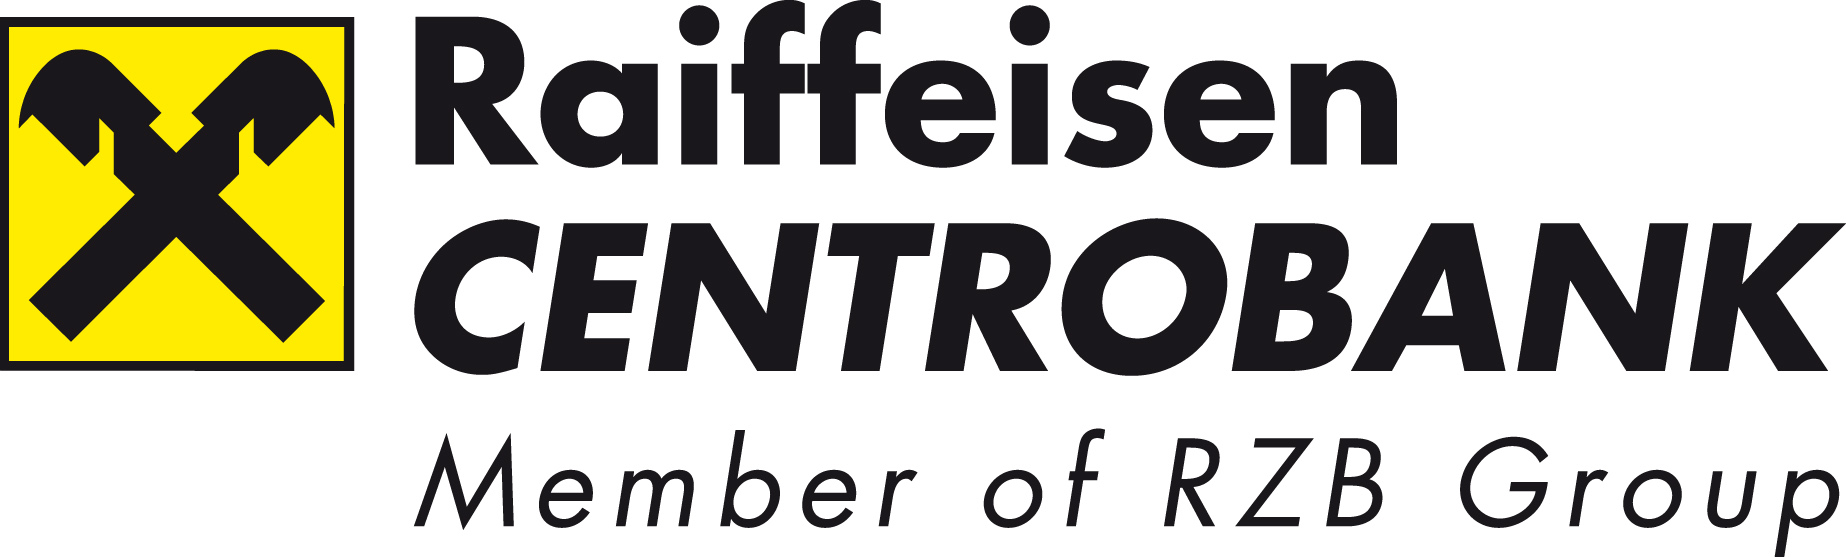 Raiffeisen
CENTROBANK
Member of RZB Group